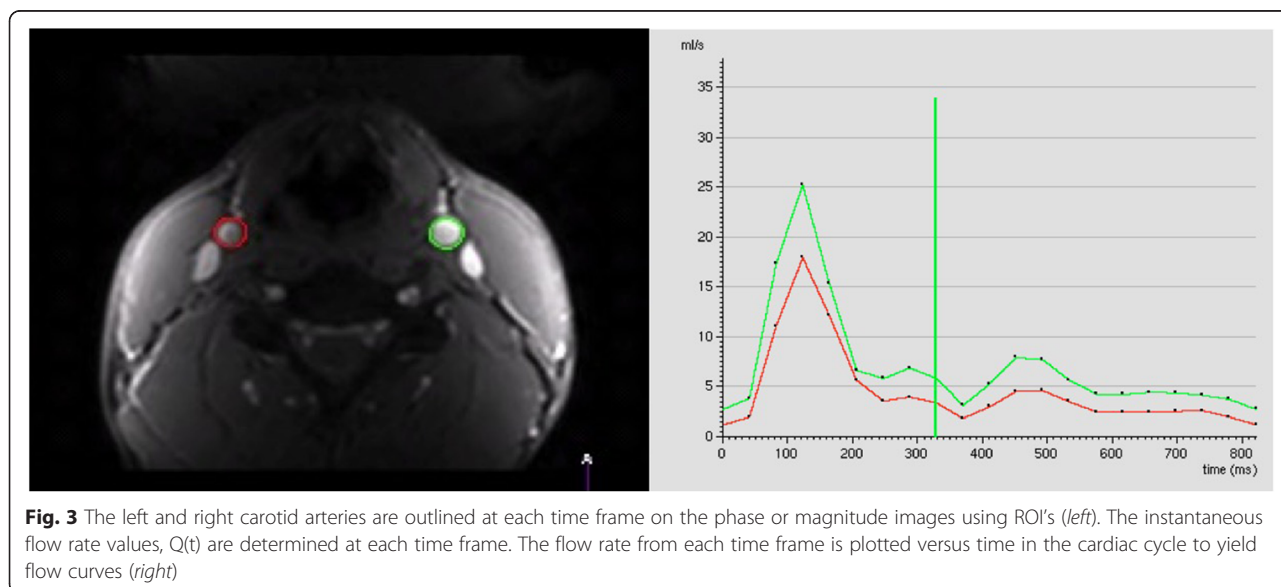 A
ml/s
35
30
25
20
15
10
5
0
0 100 200 300 400 500 600 700 800
time (ms)
Fig. 3 The left and right carotid arteries are outlined at each time frame on the phase or magnitude images using ROI's (left). The instantaneous
flow rate values, Q(t) are determined at each time frame. The flow rate from each time frame is plotted versus time in the cardiac cycle to yield
flow curves (right)